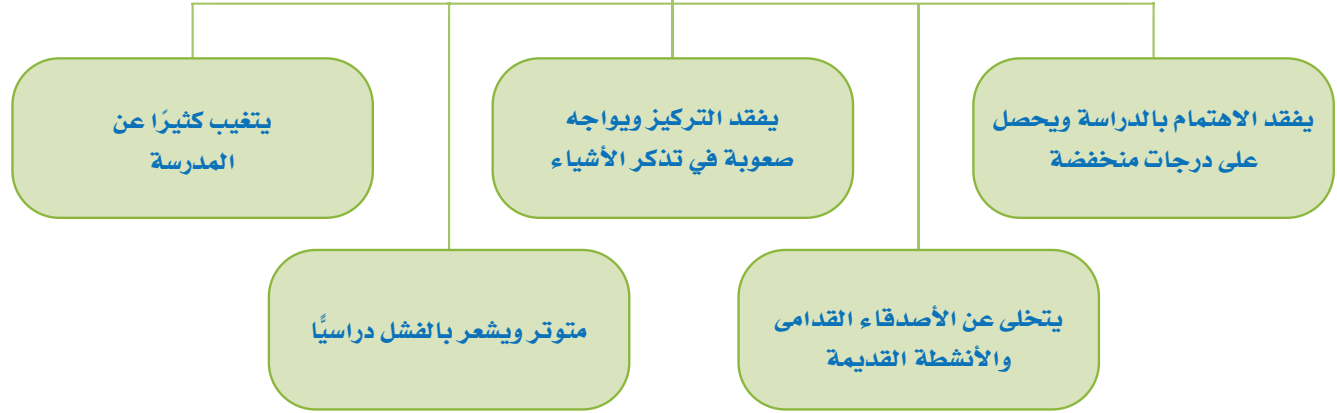 يفقد الاهتمام بالدراسة ويحصل
على درجات منخفضة
يفقد التركيز ويواجه
صعوبة في تذكر الأشياء
يتغيب كثيرًا عن
المدرسة
يتخلى عن الأصدقاء القدامى
والأنشطة القديمة
متوتر ويشعر بالفشل دراسيًّا